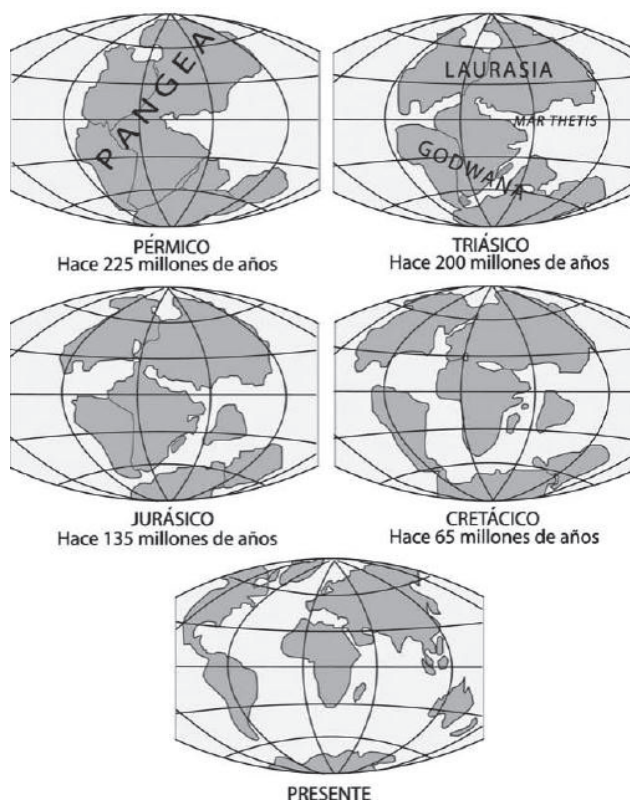 PANGEA
LAURASIA
MAR THETIS
GODWANA
PÉRMICO
Hace 225 millones de años
TRIÁSICO
Hace 200 millones de años
JURÁSICO
Hace 135 millones de años
CRETÁCICO
Hace 65 millones de años
PRESENTE